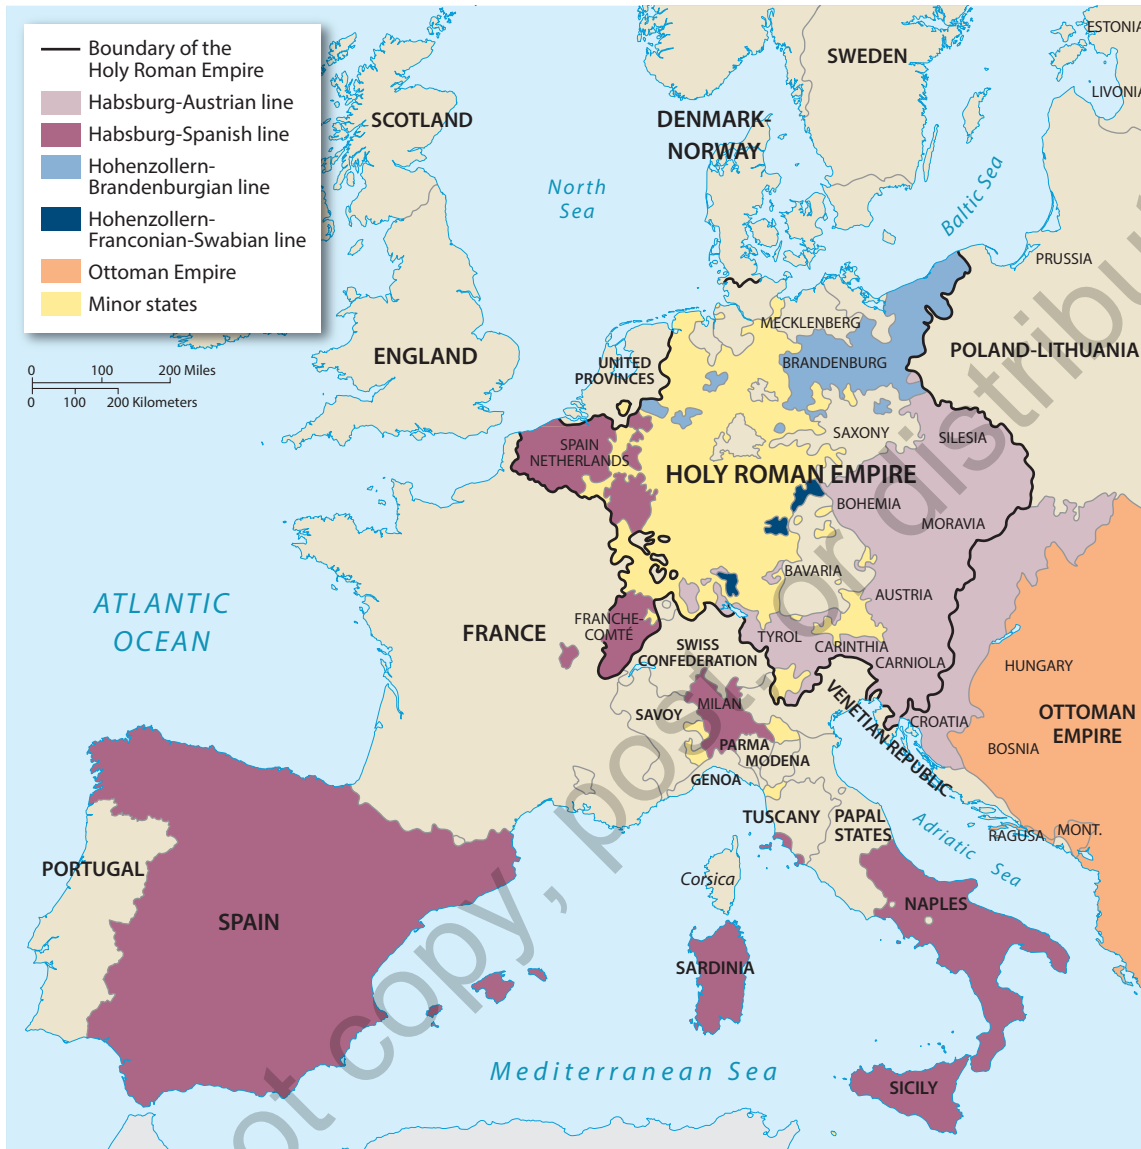 Boundary of the
Holy Roman Empire
Habsburg-Austrian line
Habsburg-Spanish line
Hohenzollern-
Brandenburgian line
Hohenzollern-
Franconian-Swabian line
Ottoman Empire
Minor states
0 100 200 Miles
0 100 200 Kilometers
SCOTLAND
ENGLAND
North
Sea
DENMARK-
NORWAY
SWEDEN
ESTONIA
LIVONIA
Baltic Sea
PRUSSIA
POLAND-LITHUANIA
MECKLENBERG
BRANDENBURG
UNITED
PROVINCES
SPAIN
NETHERLANDS
SAXONY
SILESIA
HOLY ROMAN EMPIRE
BOHEMIA
MORAVIA
BAVARIA
AUSTRIA
ATLANTIC
OCEAN
FRANCE
FRANCHE-
COMTÉ
SWISS
CONFEDERATION
TYROL
CARINTHIA
CARNIOLA
HUNGARY
OTTOMAN
EMPIRE
CROATIA
BOSNIA
VENETIAN REPUBLIC
SAVOY
MILAN
PARMA
MODENA
GENOA
TUSCANY
PAPAL
STATES
Adriatic Sea
RAGUSA
MONT.
Corsica
PORTUGAL
SPAIN
SARDINIA
NAPLES
SICILY
Mediterranean Sea
not copy, post, or distribu